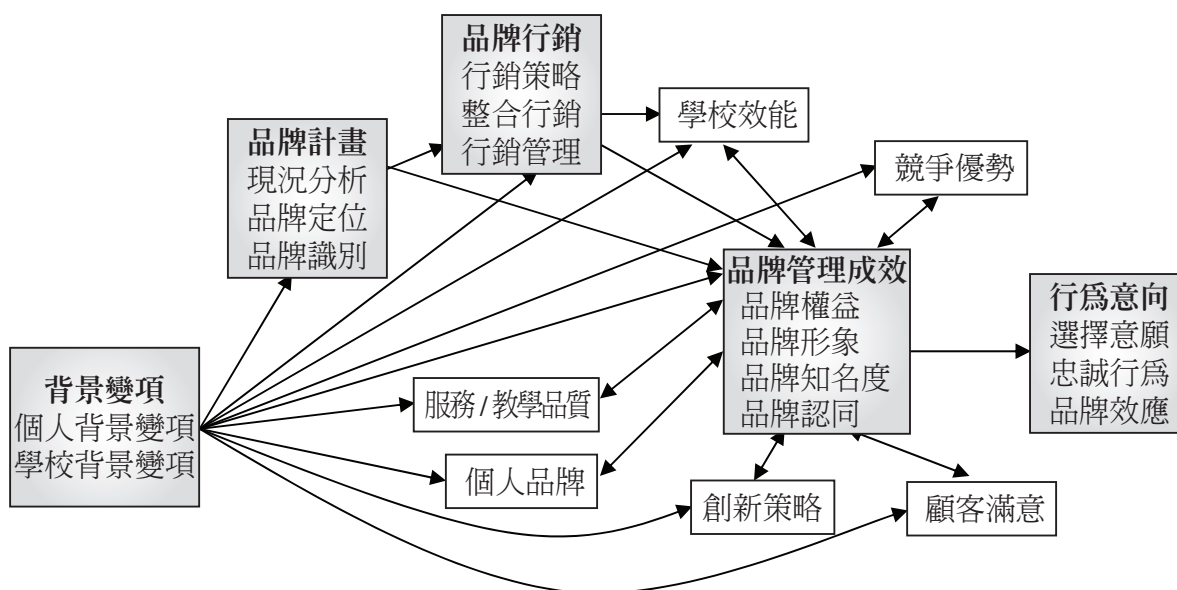 品牌行銷
行銷策略
整合行銷
行銷管理
學校效能
品牌計畫
現況分析
品牌定位
品牌識別
競爭優勢
品牌管理成效
品牌權益
品牌形象
品牌知名度
品牌認同
行爲意向
選擇意願
忠誠行爲
品牌效應
背景變項
個人背景變項
學校背景變項
服務/教學品質
個人品牌
創新策略
顧客滿意